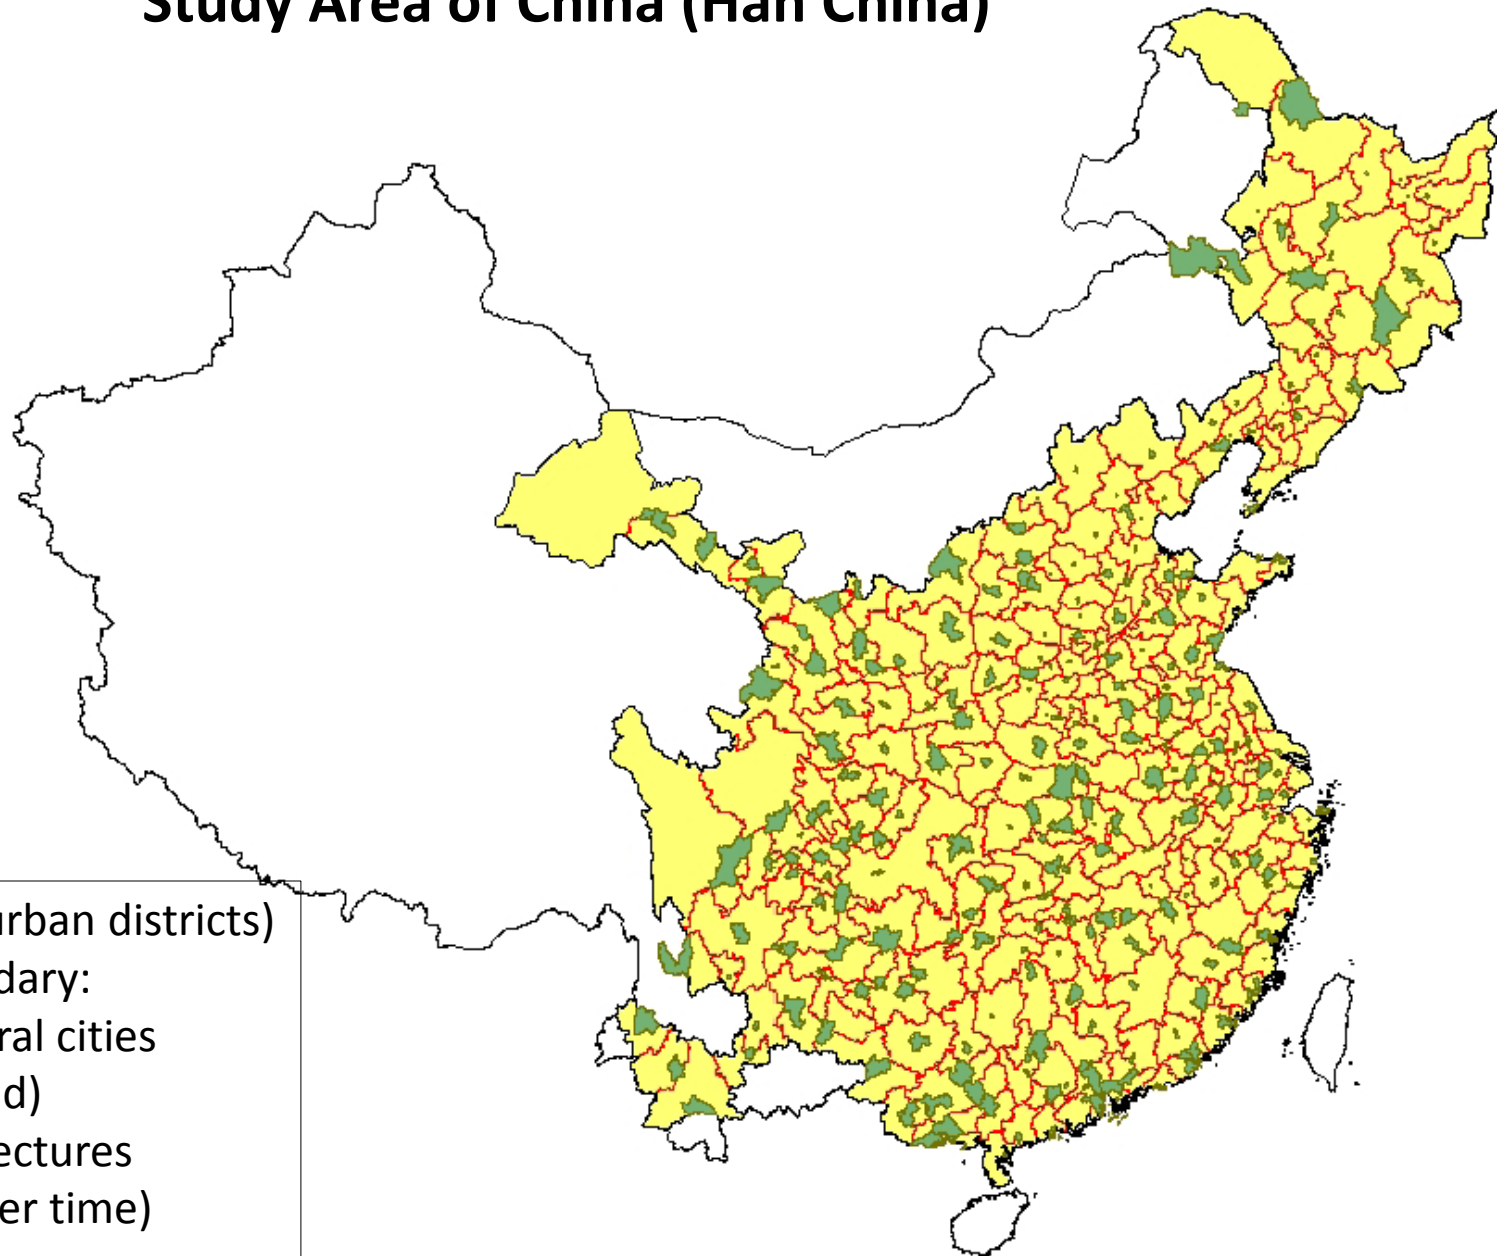 Study Area of China (Han China)
urban districts)
dary:
ral cities
d)
ectures
er time)